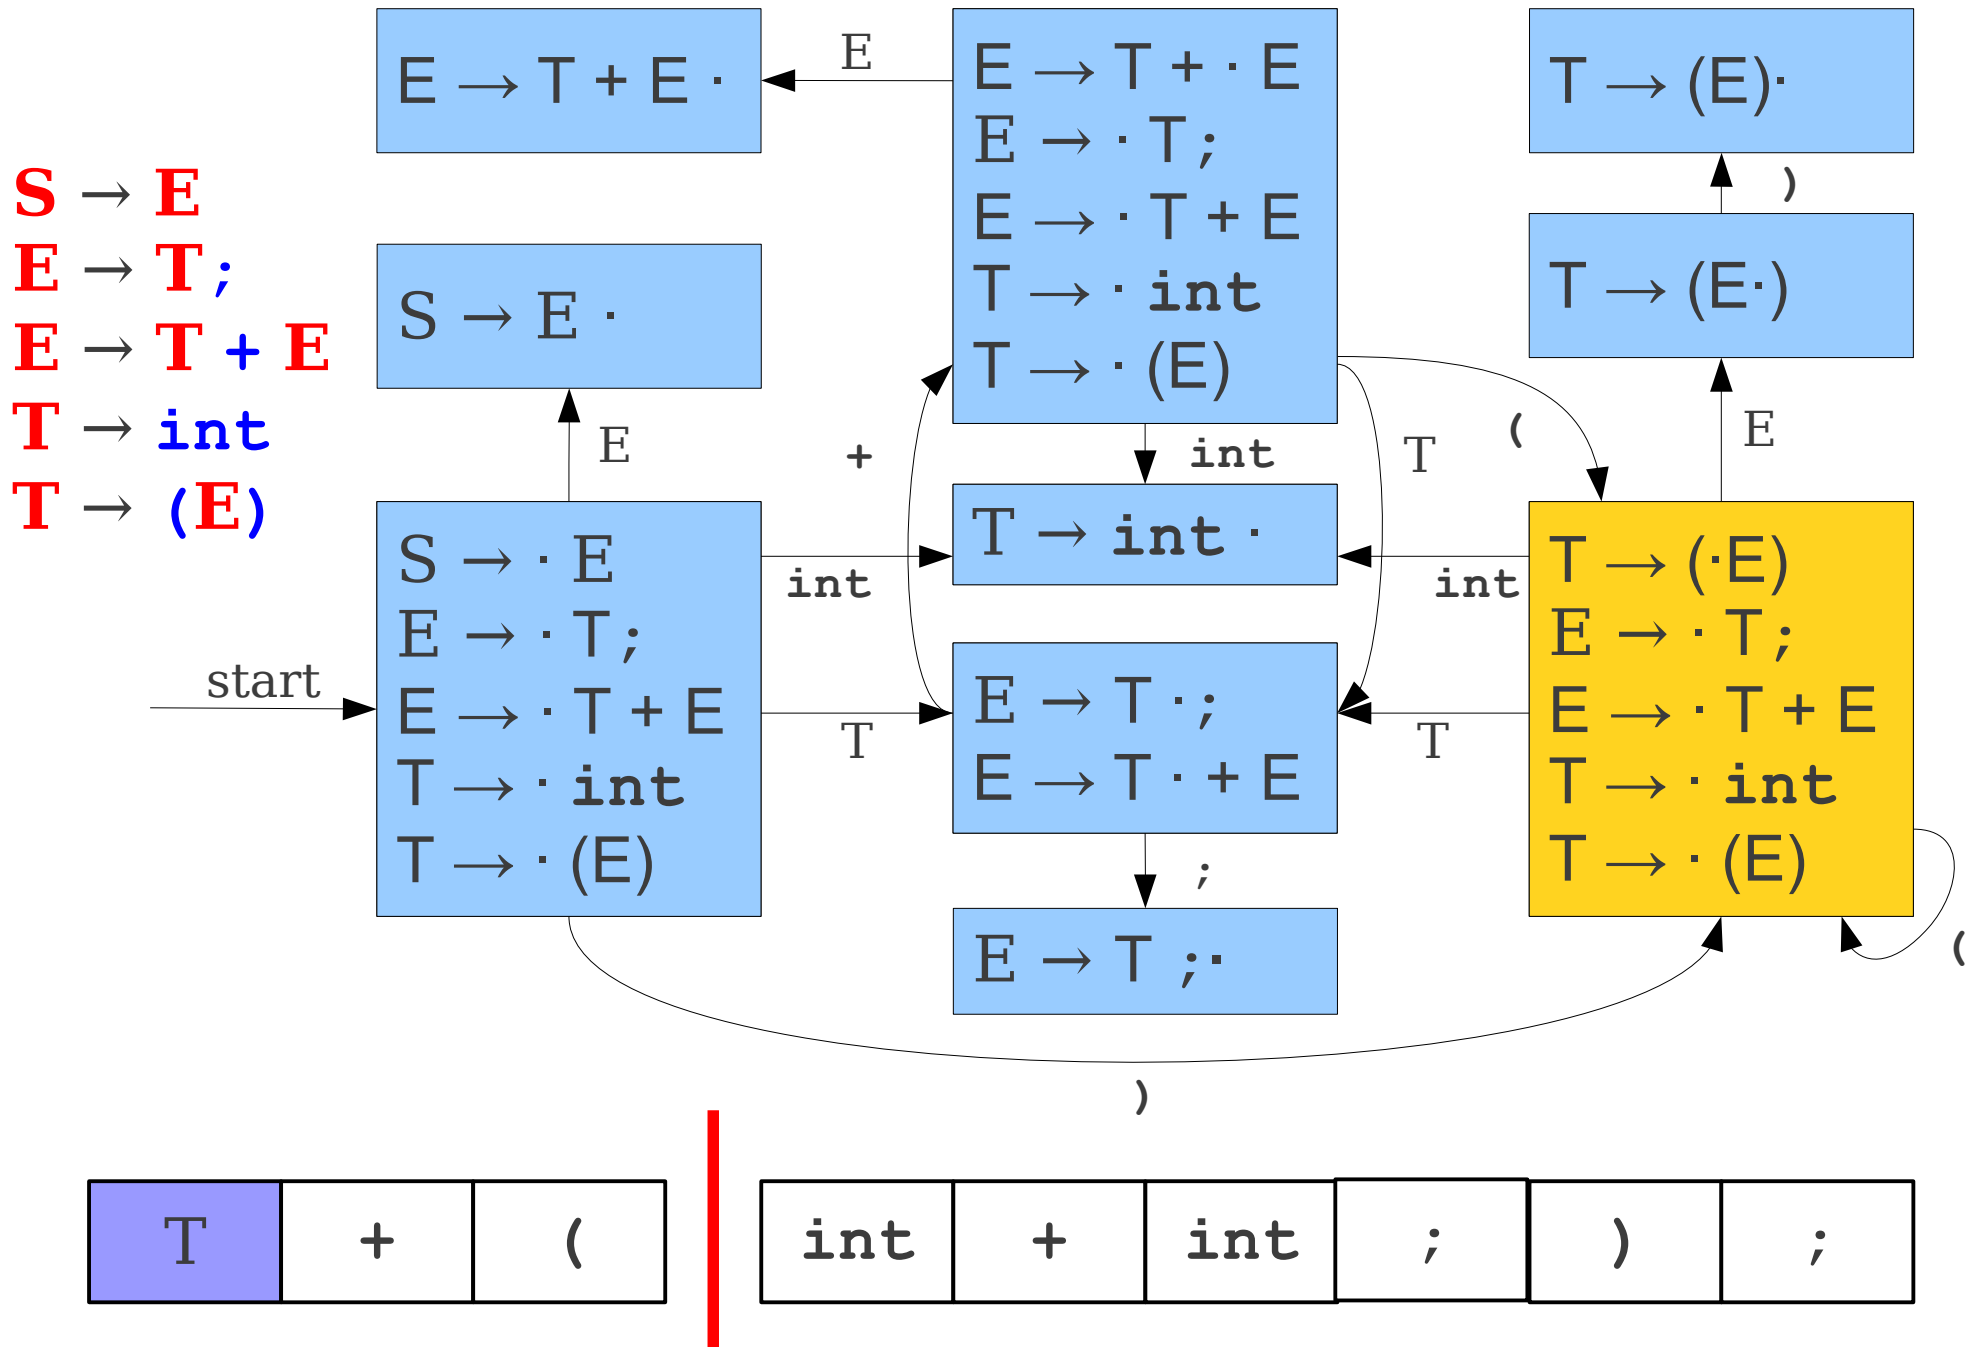 S → E
E → T ;
E → T + E
T → int
T → (E)
E → T + E ·
E
E → T + · E
E → · T ;
E → · T + E
T → · int
T → · (E)
T → (E)·
)
T → (E·)
S → E ·
E
+
int
T
(
E
start
S → · E
E → · T ;
E → · T + E
T → · int
T → · (E)
int
T
T → int ·
int
T
E → T · ;
E → T · + E
;
E → T ; ·
T → (·E)
E → · T ;
E → · T + E
T → · int
T → · (E)
(
)
T + ( int + int ; ) ;